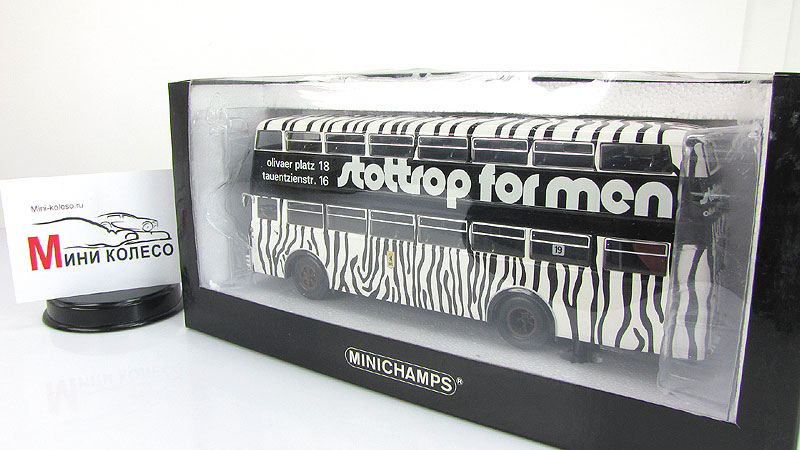 Mini-koleso.ru
Мини колесо
olivaer platz 18
tauentzienstr. 16
stottrop for men
19
MINICHAMPS®